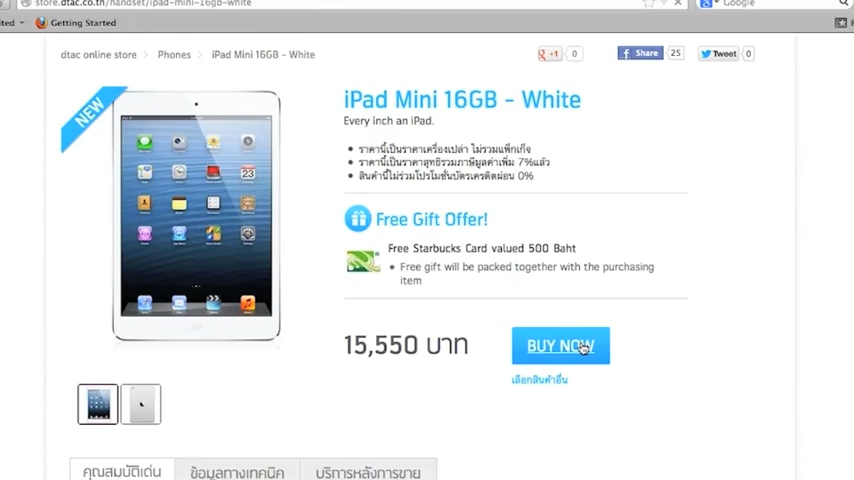 store.dtac.co.th/handset/ipad-mini-16gb-white
Google
Getting Started
dtac online store > Phones > iPad Mini 16GB - White
+1 0
Share 25
Tweet 0
NEW
iPad Mini 16GB - White
Every inch an iPad.
• ราคานี้เป็นราคาเครื่องเปล่า ไม่รวมแพ็กเกจ
• ราคานี้เป็นราคาสุทธิรวมภาษีมูลค่าเพิ่ม 7%แล้ว
• สินค้านี้ไม่ร่วมโปรโมชั่นบัตรเครดิตผ่อน 0%
Free Gift Offer!
Free Starbucks Card valued 500 Baht
• Free gift will be packed together with the purchasing
item
15,550 บาท
BUY NOW
เลือกสินค้าอื่น
คุณสมบัติเด่น
ข้อมูลทางเทคนิค
บริการหลังการขาย